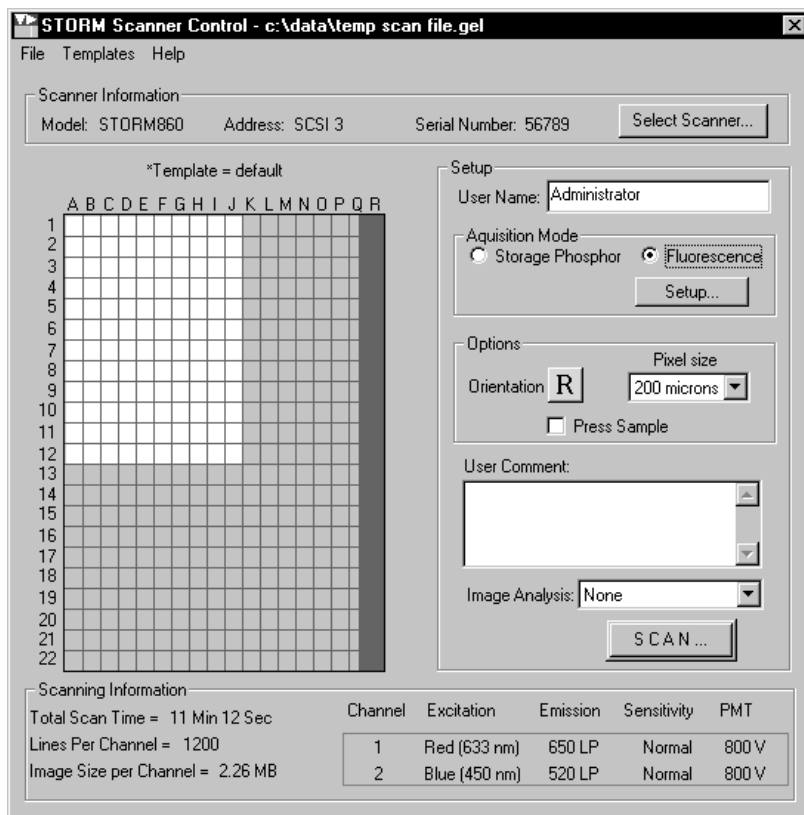 STORM Scanner Control - c:\data\temp scan file.gel
File Templates Help
Scanner Information
Model: STORM860 Address: SCSI 3 Serial Number: 56789 Select Scanner...
*Template = default
A B C D E F G H I J K L M N O P Q R
1
2
3
4
5
6
7
8
9
10
11
12
13
14
15
16
17
18
19
20
21
22
Setup
User Name: Administrator
Aquisition Mode
Storage Phosphor Fluorescence
Setup...
Options
Pixel size
Orientation R 200 microns
Press Sample
User Comment:
Image Analysis: None
SCAN...
Scanning Information
Total Scan Time = 11 Min 12 Sec
Lines Per Channel = 1200
Image Size per Channel = 2.26 MB
Channel Excitation Emission Sensitivity PMT
1 Red (633 nm) 650 LP Normal 800 V
2 Blue (450 nm) 520 LP Normal 800 V